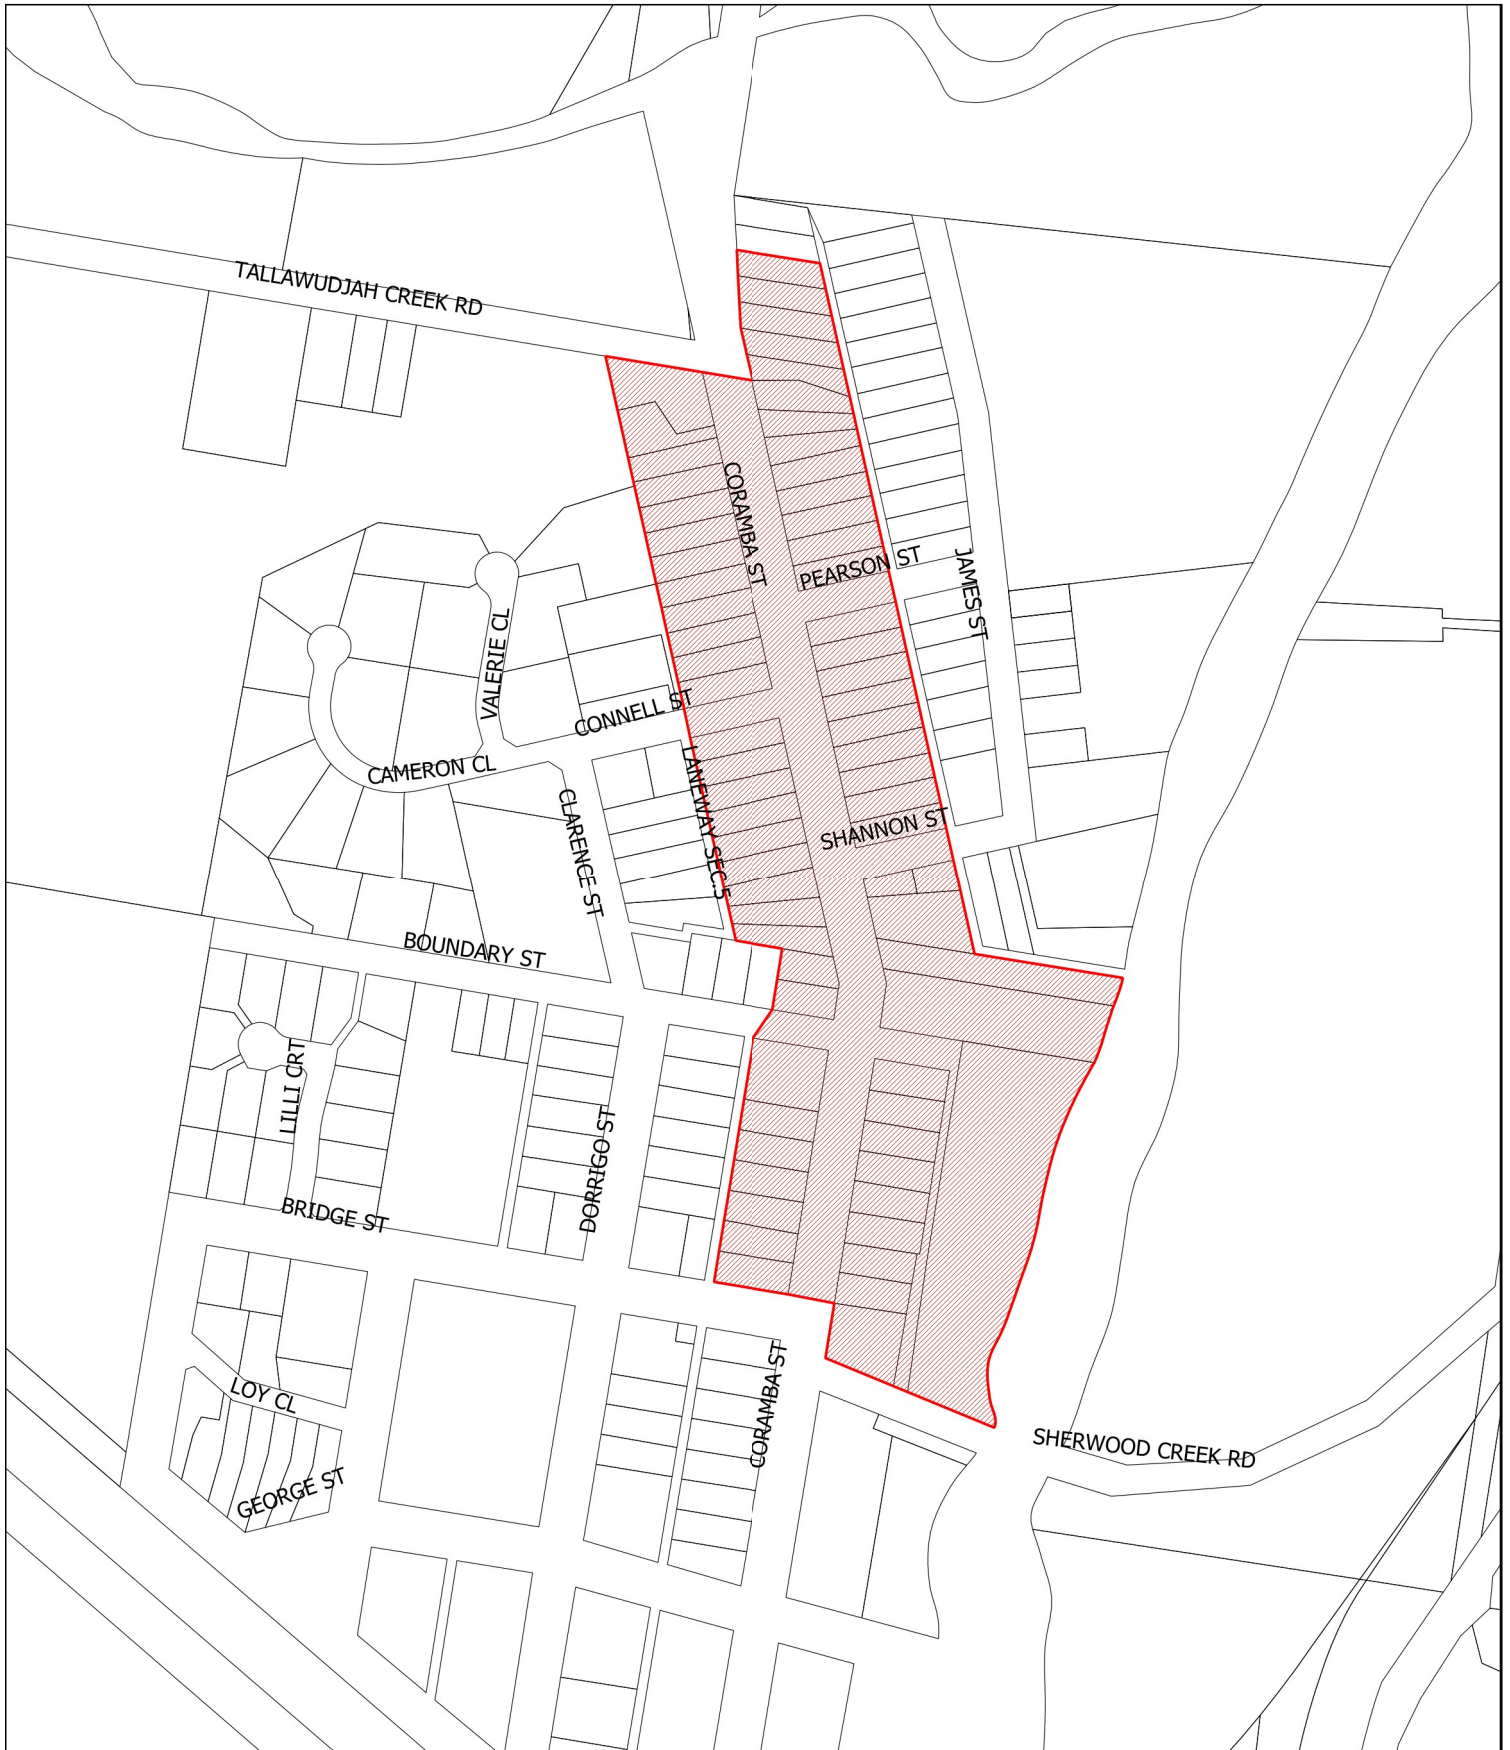 TALLAWUDJAH CREEK RD
CORAMBA ST
PEARSON ST
JAMES ST
VALERIE CL
CONNELL ST
CAMERON CL
LANEWAY SEC.5
CLARENCE ST
SHANNON ST
BOUNDARY ST
LILLI CRT
DORRIGO ST
BRIDGE ST
LOY CL
CORAMBA ST
SHERWOOD CREEK RD
GEORGE ST